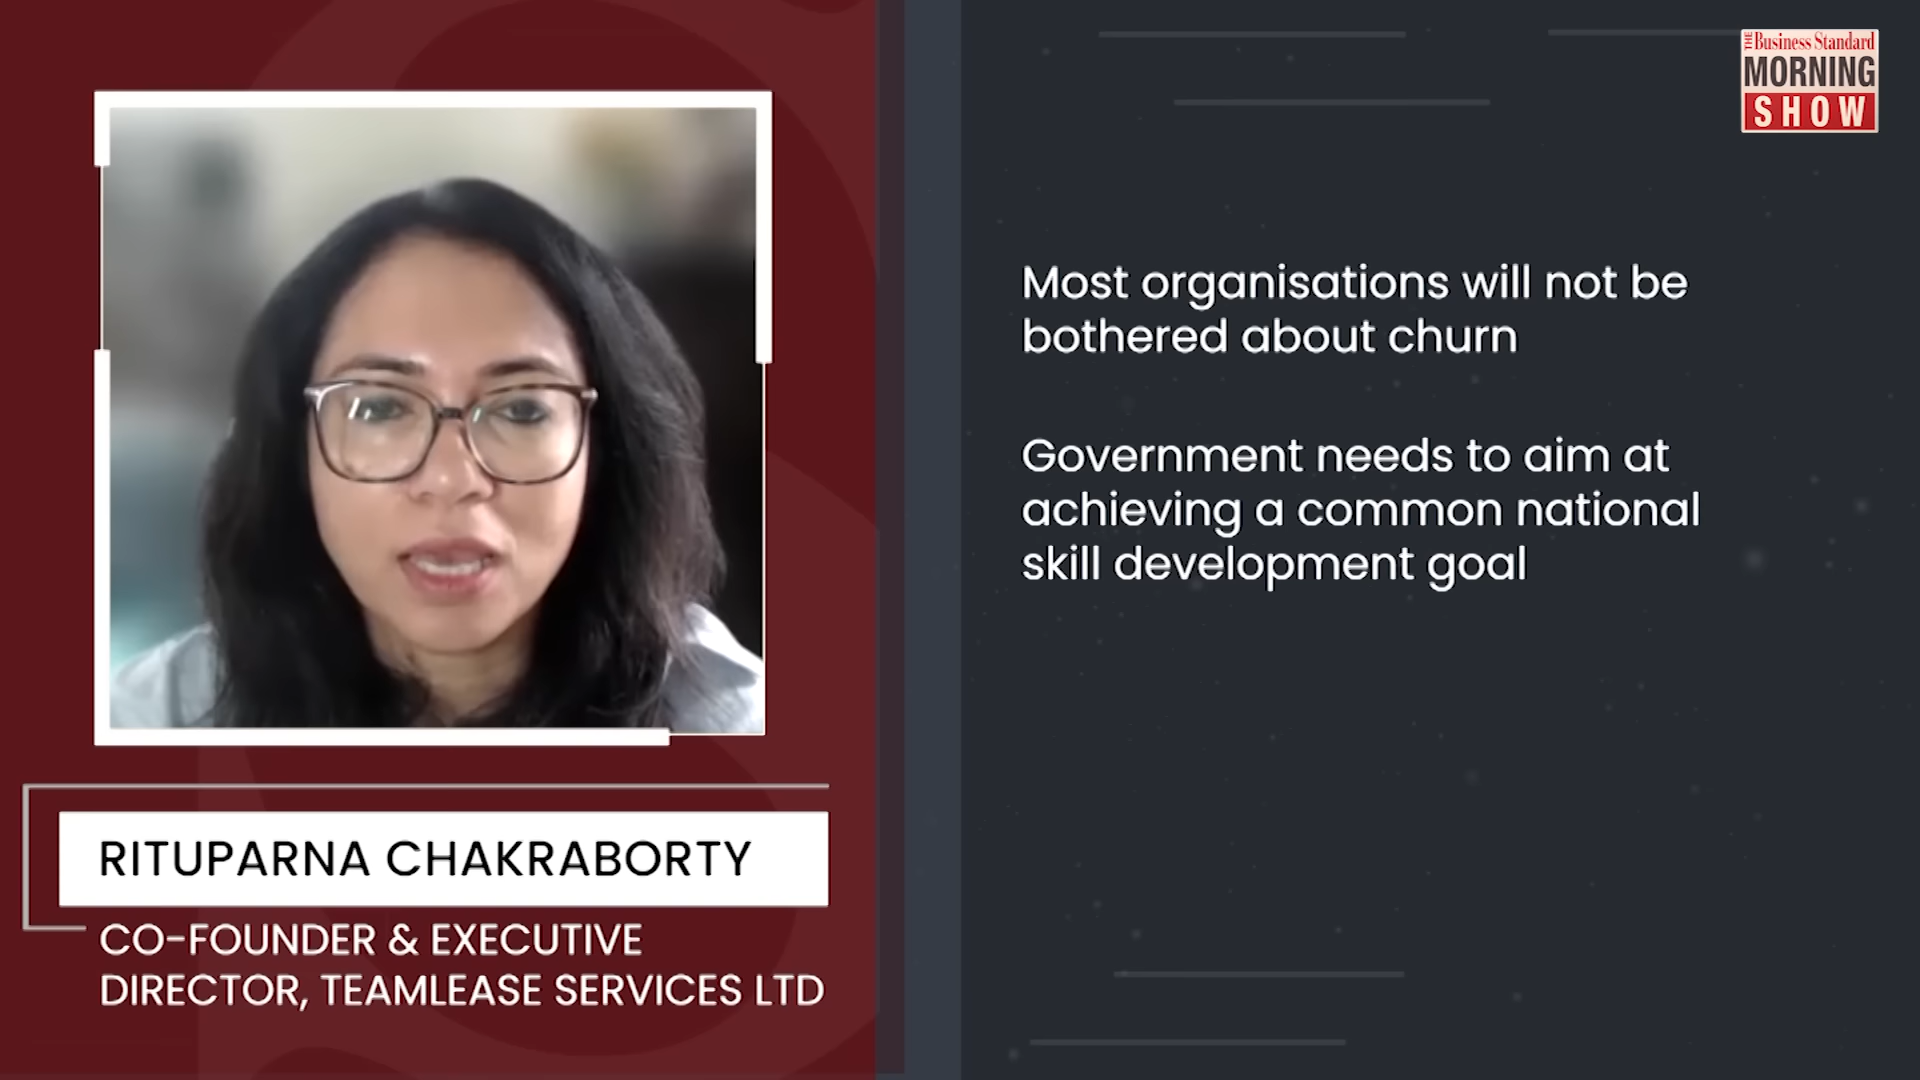 THE Business Standard
MORNING
SHOW
Most organisations will not be
bothered about churn
Government needs to aim at
achieving a common national
skill development goal
RITUPARNA CHAKRABORTY
CO-FOUNDER & EXECUTIVE
DIRECTOR, TEAMLEASE SERVICES LTD